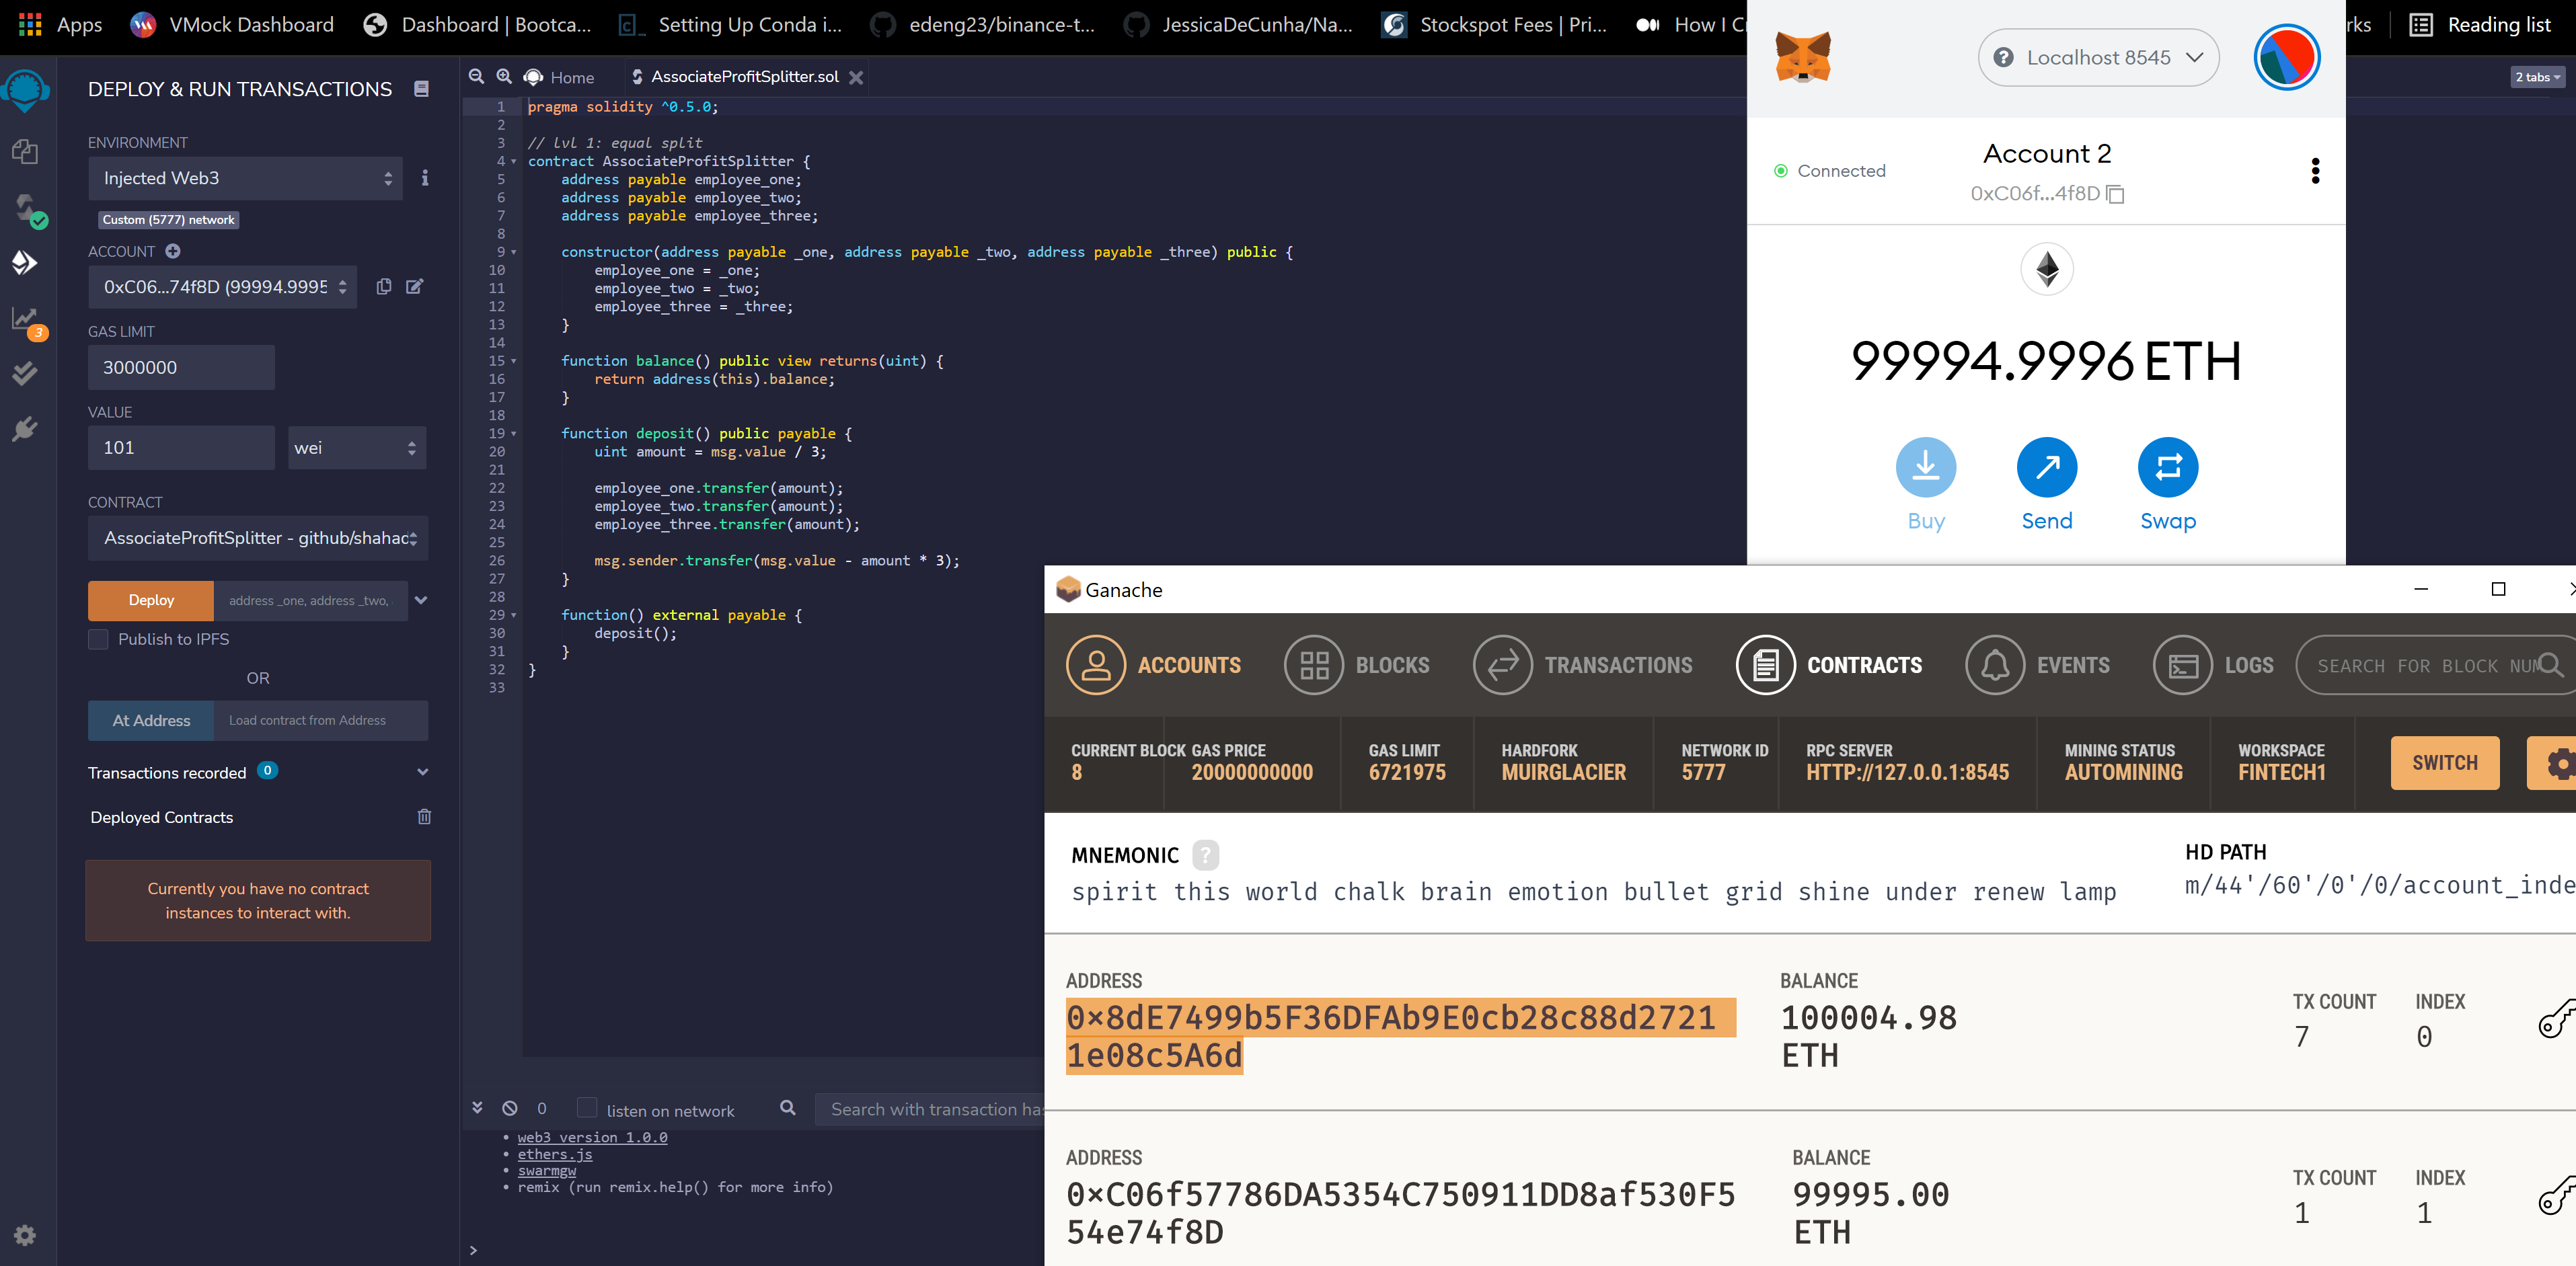 Apps
VMock Dashboard
Dashboard | Bootca...
Setting Up Conda i...
edeng23/binance-t...
JessicaDeCunha/Na...
Stockspot Fees | Pri...
How I Cr
rks
Reading list
DEPLOY & RUN TRANSACTIONS
ENVIRONMENT
Injected Web3
Custom (5777) network
ACCOUNT
0xC06...74f8D (99994.9995
GAS LIMIT
3000000
3
VALUE
101
wei
CONTRACT
AssociateProfitSplitter - github/shahad
Deploy
address _one, address _two,
Publish to IPFS
OR
At Address
Load contract from Address
Transactions recorded 0
Deployed Contracts
Currently you have no contract
instances to interact with.
Home
AssociateProfitSplitter.sol
2 tabs
1 pragma solidity ^0.5.0;
2
3 // lvl 1: equal split
4 contract AssociateProfitSplitter {
5 address payable employee_one;
6 address payable employee_two;
7 address payable employee_three;
8
9 constructor(address payable _one, address payable _two, address payable _three) public {
10 employee_one = _one;
11 employee_two = _two;
12 employee_three = _three;
13 }
14
15 function balance() public view returns(uint) {
16 return address(this).balance;
17 }
18
19 function deposit() public payable {
20 uint amount = msg.value / 3;
21
22 employee_one.transfer(amount);
23 employee_two.transfer(amount);
24 employee_three.transfer(amount);
25
26 msg.sender.transfer(msg.value - amount * 3);
27 }
28
29 function() external payable {
30 deposit();
31 }
32 }
33
0
listen on network
Search with transaction has
• web3 version 1.0.0
• ethers.js
• swarmgw
• remix (run remix.help() for more info)
>
Localhost 8545
Connected
Account 2
0xC06f...4f8D
99994.9996 ETH
Buy
Send
Swap
Ganache
ACCOUNTS
BLOCKS
TRANSACTIONS
CONTRACTS
EVENTS
LOGS
SEARCH FOR BLOCK NUM
CURRENT BLOCK
8
GAS PRICE
20000000000
GAS LIMIT
6721975
HARDFORK
MUIRGLACIER
NETWORK ID
5777
RPC SERVER
HTTP://127.0.0.1:8545
MINING STATUS
AUTOMINING
WORKSPACE
FINTECH1
SWITCH
MNEMONIC ?
spirit this world chalk brain emotion bullet grid shine under renew lamp
HD PATH
m/44'/60'/0'/0/account_inde
ADDRESS
0×8dE7499b5F36DFAb9E0cb28c88d2721
1e08c5A6d
BALANCE
100004.98
ETH
TX COUNT
7
INDEX
0
ADDRESS
0×C06f57786DA5354C750911DD8af530F5
54e74f8D
BALANCE
99995.00
ETH
TX COUNT
1
INDEX
1